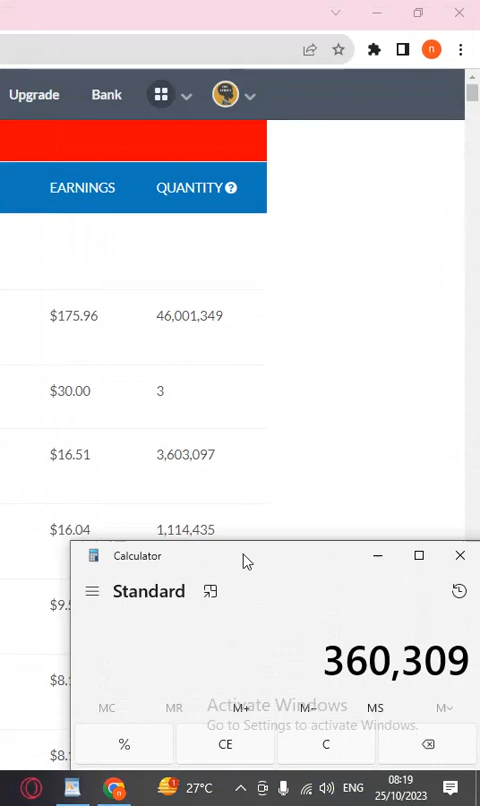 n
Upgrade Bank
EARNINGS QUANTITY ?
$175.96 46,001,349
$30.00 3
$16.51 3,603,097
$16.04 1,114,435
Calculator
Standard
360,309
MC MR M+ M- MS M
Activate Windows
Go to Settings to activate Windows.
% CE C
27°C ENG 08:19
25/10/2023